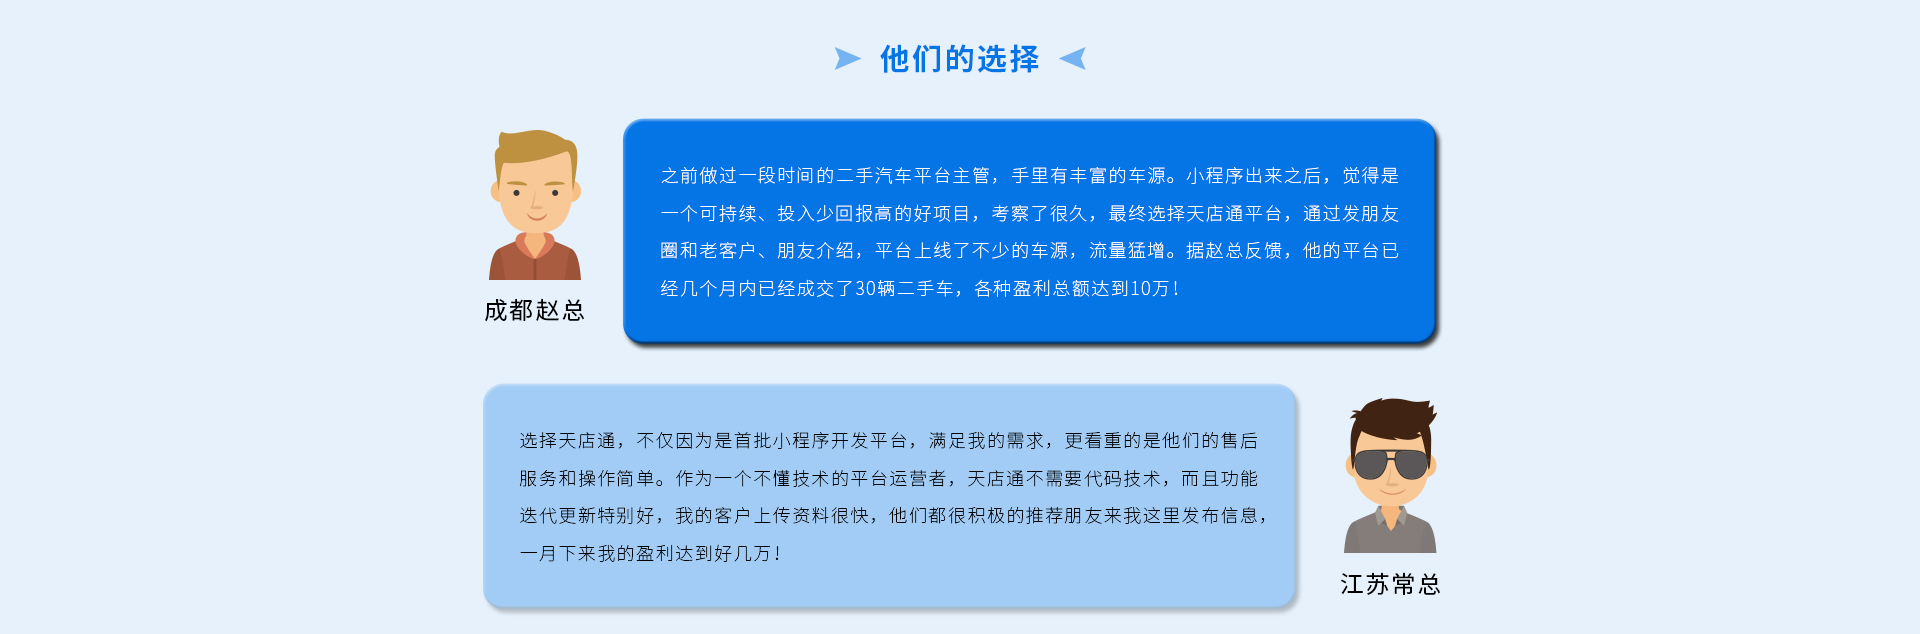 他们的选择
之前做过一段时间的二手汽车平台主管，手里有丰富的车源。小程序出来之后，觉得是
一个可持续、投入少回报高的好项目，考察了很久，最终选择天店通平台，通过发朋友
圈和老客户、朋友介绍，平台上线了不少的车源，流量猛增。据赵总反馈，他的平台已
经几个月内已经成交了30辆二手车，各种盈利总额达到10万！
成都赵总
选择天店通，不仅因为是首批小程序开发平台，满足我的需求，更看重的是他们的售后
服务和操作简单。作为一个不懂技术的平台运营者，天店通不需要代码技术，而且功能
迭代更新特别好，我的客户上传资料很快，他们都很积极的推荐朋友来我这里发布信息，
一月下来我的盈利达到好几万！
江苏常总